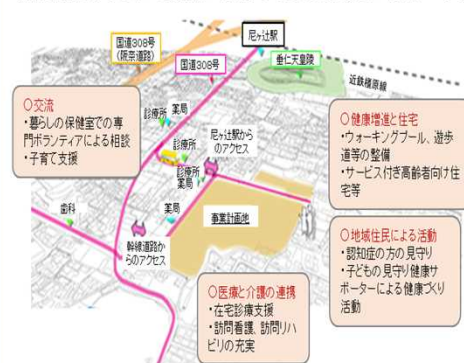 尼ヶ辻駅
国道308号
(阪奈道路)
国道308号
垂仁天皇陵
近鉄橿原線
○交流
・暮らしの保健室での専
門ボランティアによる相談
・子育て支援
診療所
薬局
尼ヶ辻駅から
のアクセス
診療所
診療所
薬局
○健康増進と住宅
・ウォーキングプール、遊歩
道等の整備
・サービス付き高齢者向け住
宅等
歯科
薬局
事業計画地
幹線道路か
らのアクセス
○地域住民による活動
・認知症の方の見守り
・子どもの見守り健康サ
ポーターによる健康づくり
活動
○医療と介護の連携
・在宅診療支援
・訪問看護、訪問リハ
ビリの充実